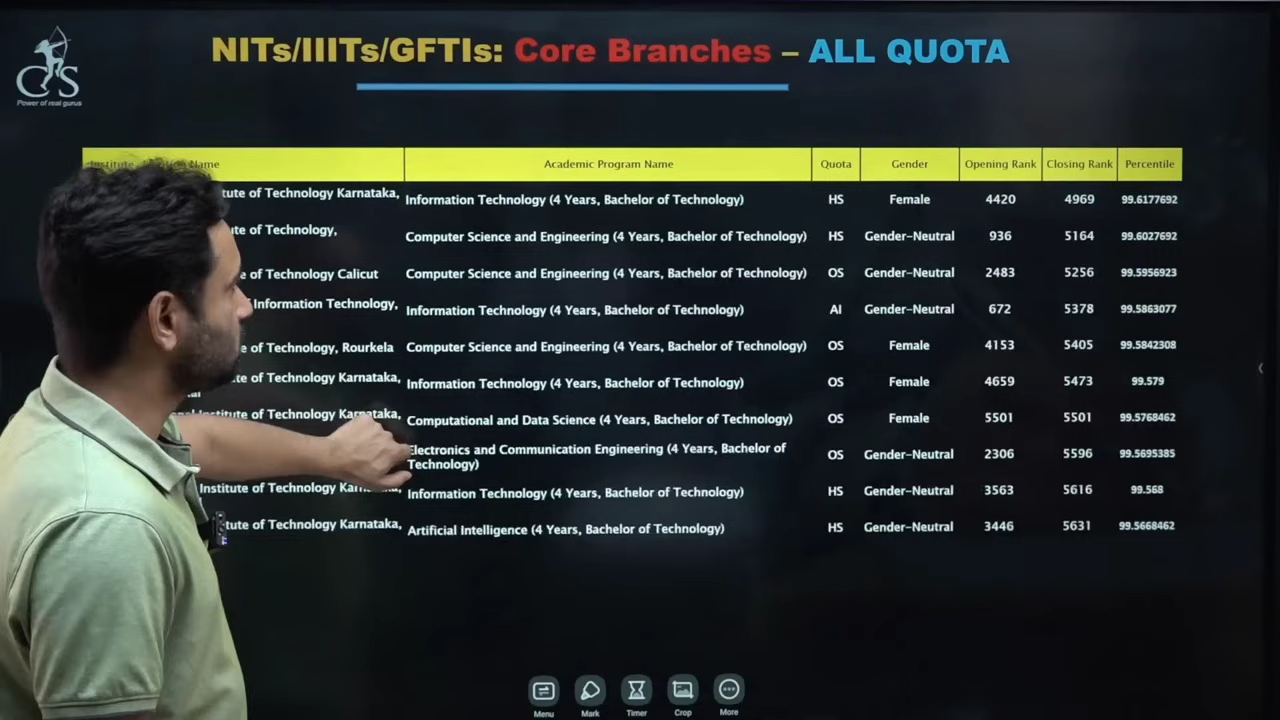 NITs/IIITs/GFTIs: Core Branches – ALL QUOTA
Power of real gurus
Name Academic Program Name Quota Gender Opening Rank Closing Rank Percentile
of Technology Karnataka, Information Technology (4 Years, Bachelor of Technology) HS Female 4420 4969 99.6177692
of Technology, Computer Science and Engineering (4 Years, Bachelor of Technology) HS Gender-Neutral 936 5164 99.6027692
of Technology Calicut Computer Science and Engineering (4 Years, Bachelor of Technology) OS Gender-Neutral 2483 5256 99.5956923
Information Technology, Information Technology (4 Years, Bachelor of Technology) AI Gender-Neutral 672 5378 99.5863077
of Technology, Rourkela Computer Science and Engineering (4 Years, Bachelor of Technology) OS Female 4153 5405 99.5842308
of Technology Karnataka, Information Technology (4 Years, Bachelor of Technology) OS Female 4659 5473 99.579
Institute of Technology Karnataka, Computational and Data Science (4 Years, Bachelor of Technology) OS Female 5501 5501 99.5768462
Electronics and Communication Engineering (4 Years, Bachelor of
Technology) OS Gender-Neutral 2306 5596 99.5695385
Institute of Technology Information Technology (4 Years, Bachelor of Technology) HS Gender-Neutral 3563 5616 99.568
of Technology Karnataka, Artificial Intelligence (4 Years, Bachelor of Technology) HS Gender-Neutral 3446 5631 99.5668462
Menu Mark Timer Crop More